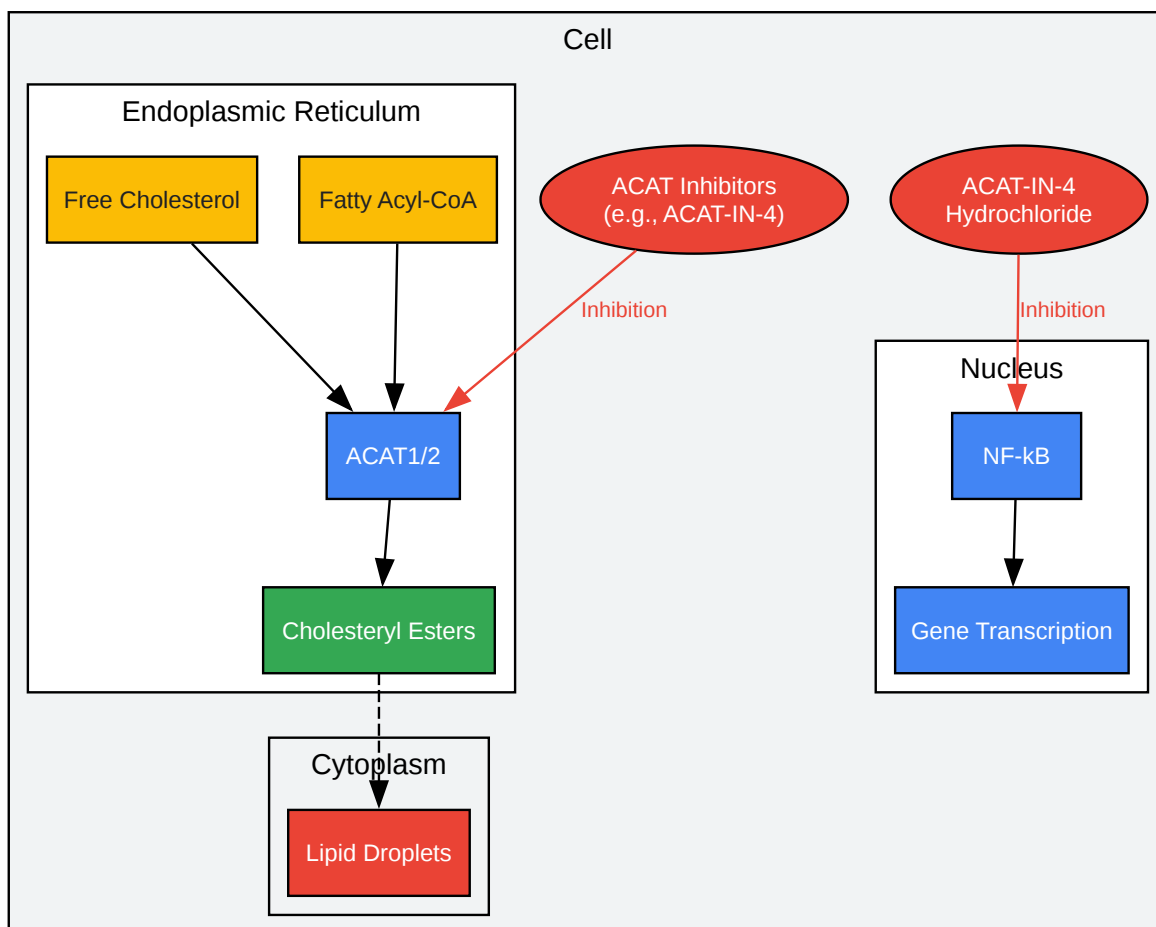 Cell
Endoplasmic Reticulum
Free Cholesterol
Fatty Acyl-CoA
ACAT Inhibitors
(e.g., ACAT-IN-4)
ACAT-IN-4
Hydrochloride
Inhibition
Inhibition
Nucleus
ACAT1/2
NF-kB
Cholesteryl Esters
Gene Transcription
Cytoplasm
Lipid Droplets